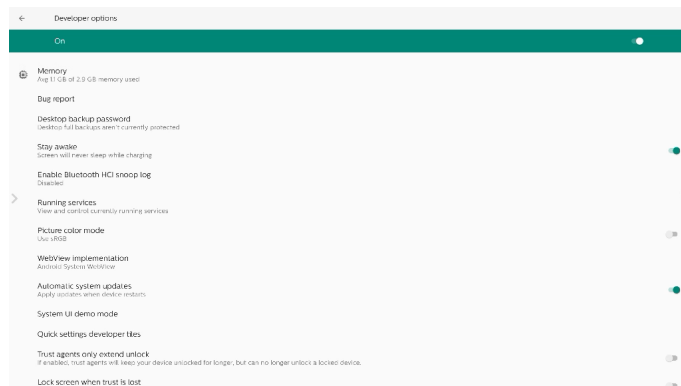 Developer options
On
Memory
Avg 1.1 GB of 2.9 GB memory used
Bug report
Desktop backup password
Desktop full backups aren't currently protected
Stay awake
Screen will never sleep while charging
Enable Bluetooth HCI snoop log
Disabled
Running services
View and control currently running services
Picture color mode
Use sRGB
WebView implementation
Android System WebView
Automatic system updates
Apply updates when device restarts
System UI demo mode
Quick settings developer tiles
Trust agents only extend unlock
If enabled, trust agents will keep your device unlocked for longer, but can no longer unlock a locked device.
Lock screen when trust is lost